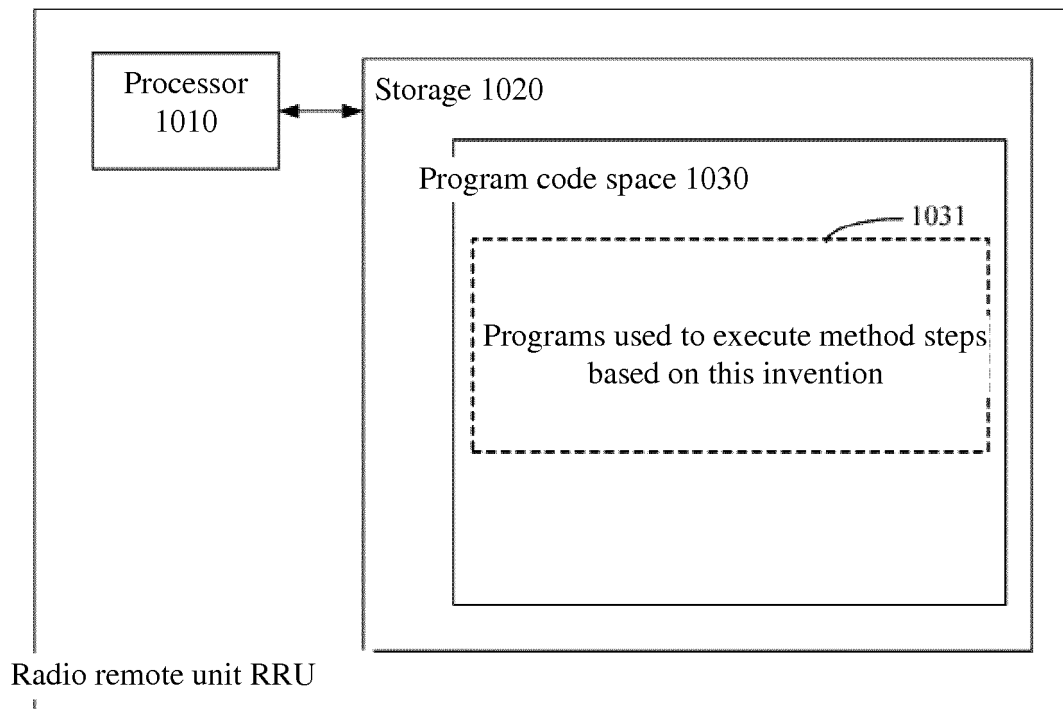 Processor
1010
Storage 1020
Program code space 1030
1031
Programs used to execute method steps
based on this invention
Radio remote unit RRU